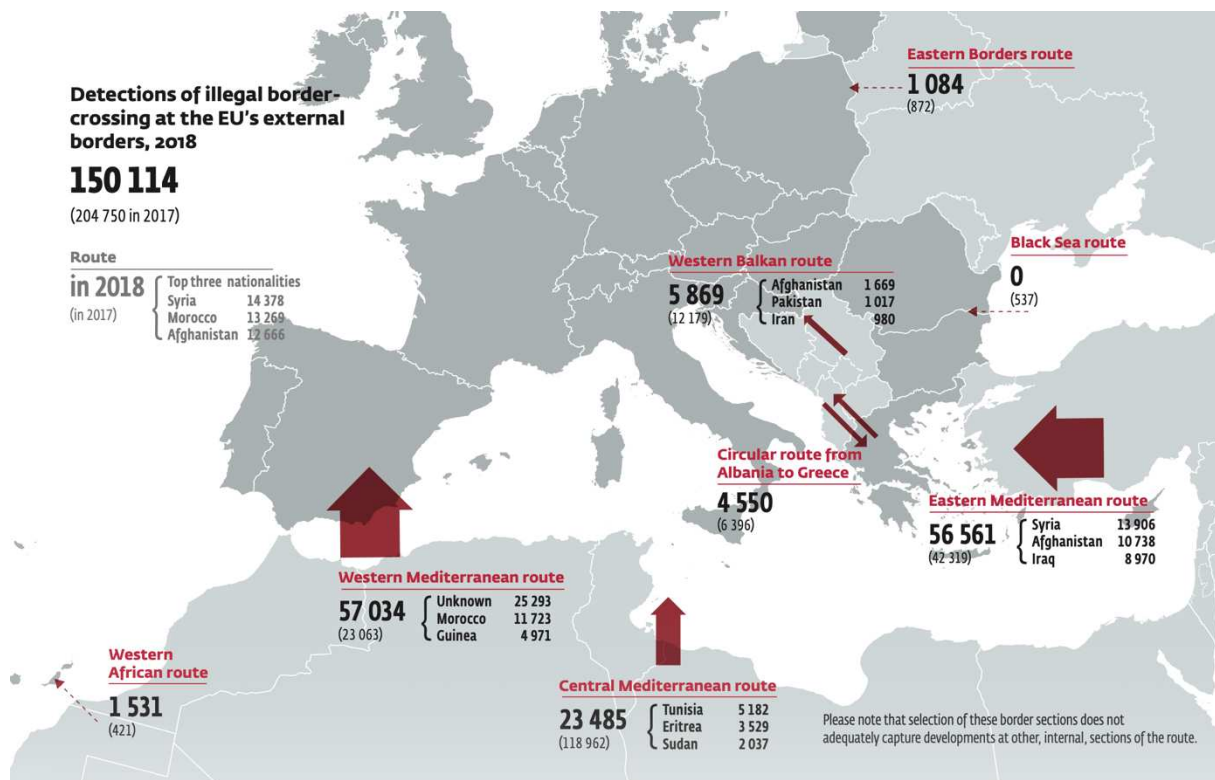 Detections of illegal border-
crossing at the EU's external
borders, 2018
150 114
(204 750 in 2017)
Route
in 2018
(in 2017)
Top three nationalities
Syria 14 378
Morocco 13 269
Afghanistan 12 666
Eastern Borders route
1 084
(872)
Black Sea route
0
(537)
Western Balkan route
5 869
(12 179)
Afghanistan 1 669
Pakistan 1 017
Iran 980
Circular route from
Albania to Greece
4 550
(6 396)
Eastern Mediterranean route
56 561
(42 319)
Syria 13 906
Afghanistan 10 738
Iraq 8 970
Western Mediterranean route
57 034
(23 063)
Unknown 25 293
Morocco 11 723
Guinea 4 971
Western
African route
1 531
(421)
Central Mediterranean route
23 485
(118 962)
Tunisia 5 182
Eritrea 3 529
Sudan 2 037
Please note that selection of these border sections does not
adequately capture developments at other, internal, sections of the route.